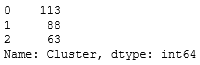 0    113
1     88
2     63
Name: Cluster, dtype: int64